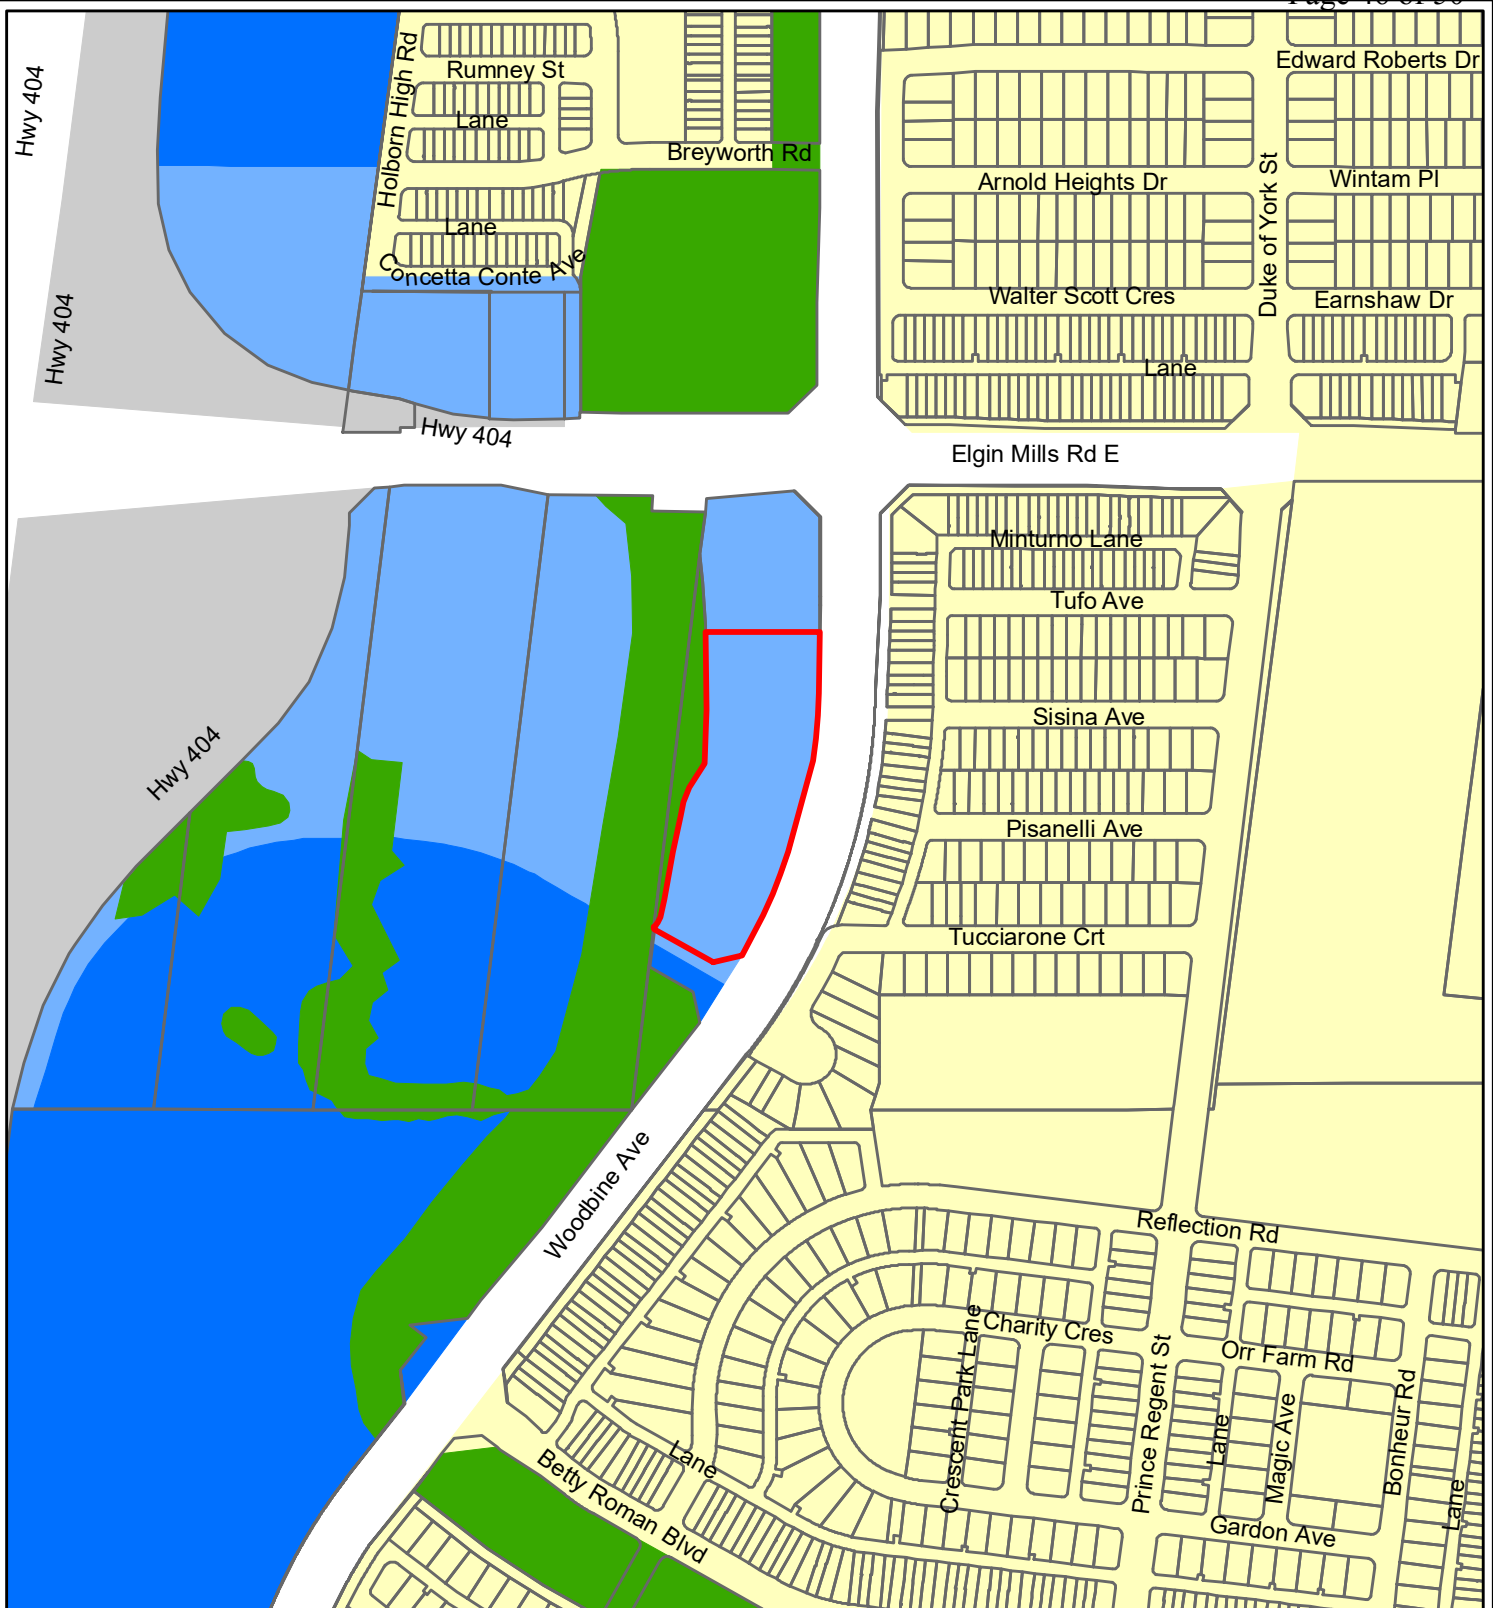 Hwy 404
Holborn High Rd
Rumney St
Lane
Breyworth Rd
Lane
Concetta Conte Ave
Edward Roberts Dr
Arnold Heights Dr
Duke of York St
Wintam Pl
Walter Scott Cres
Earnshaw Dr
Lane
Hwy 404
Hwy 404
Elgin Mills Rd E
Minturno Lane
Tufo Ave
Sisina Ave
Hwy 404
Pisanelli Ave
Tucciarone Crt
Woodbine Ave
Reflection Rd
Charity Cres
Orr Farm Rd
Crescent Park Lane
Prince Regent St
Lane
Magic Ave
Bonheur Rd
Lane
Lane
Betty Roman Blvd
Gardon Ave